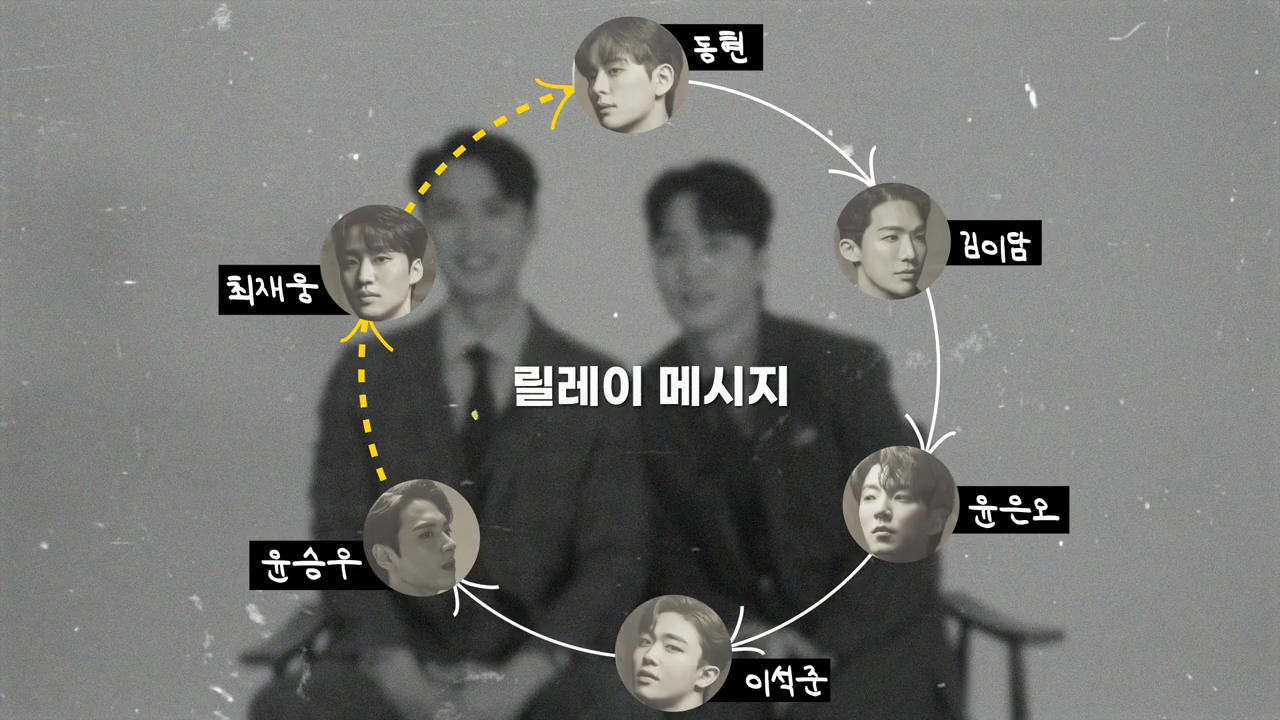 동현
김이담
최재웅
릴레이 메시지
윤은오
윤승우
이석준